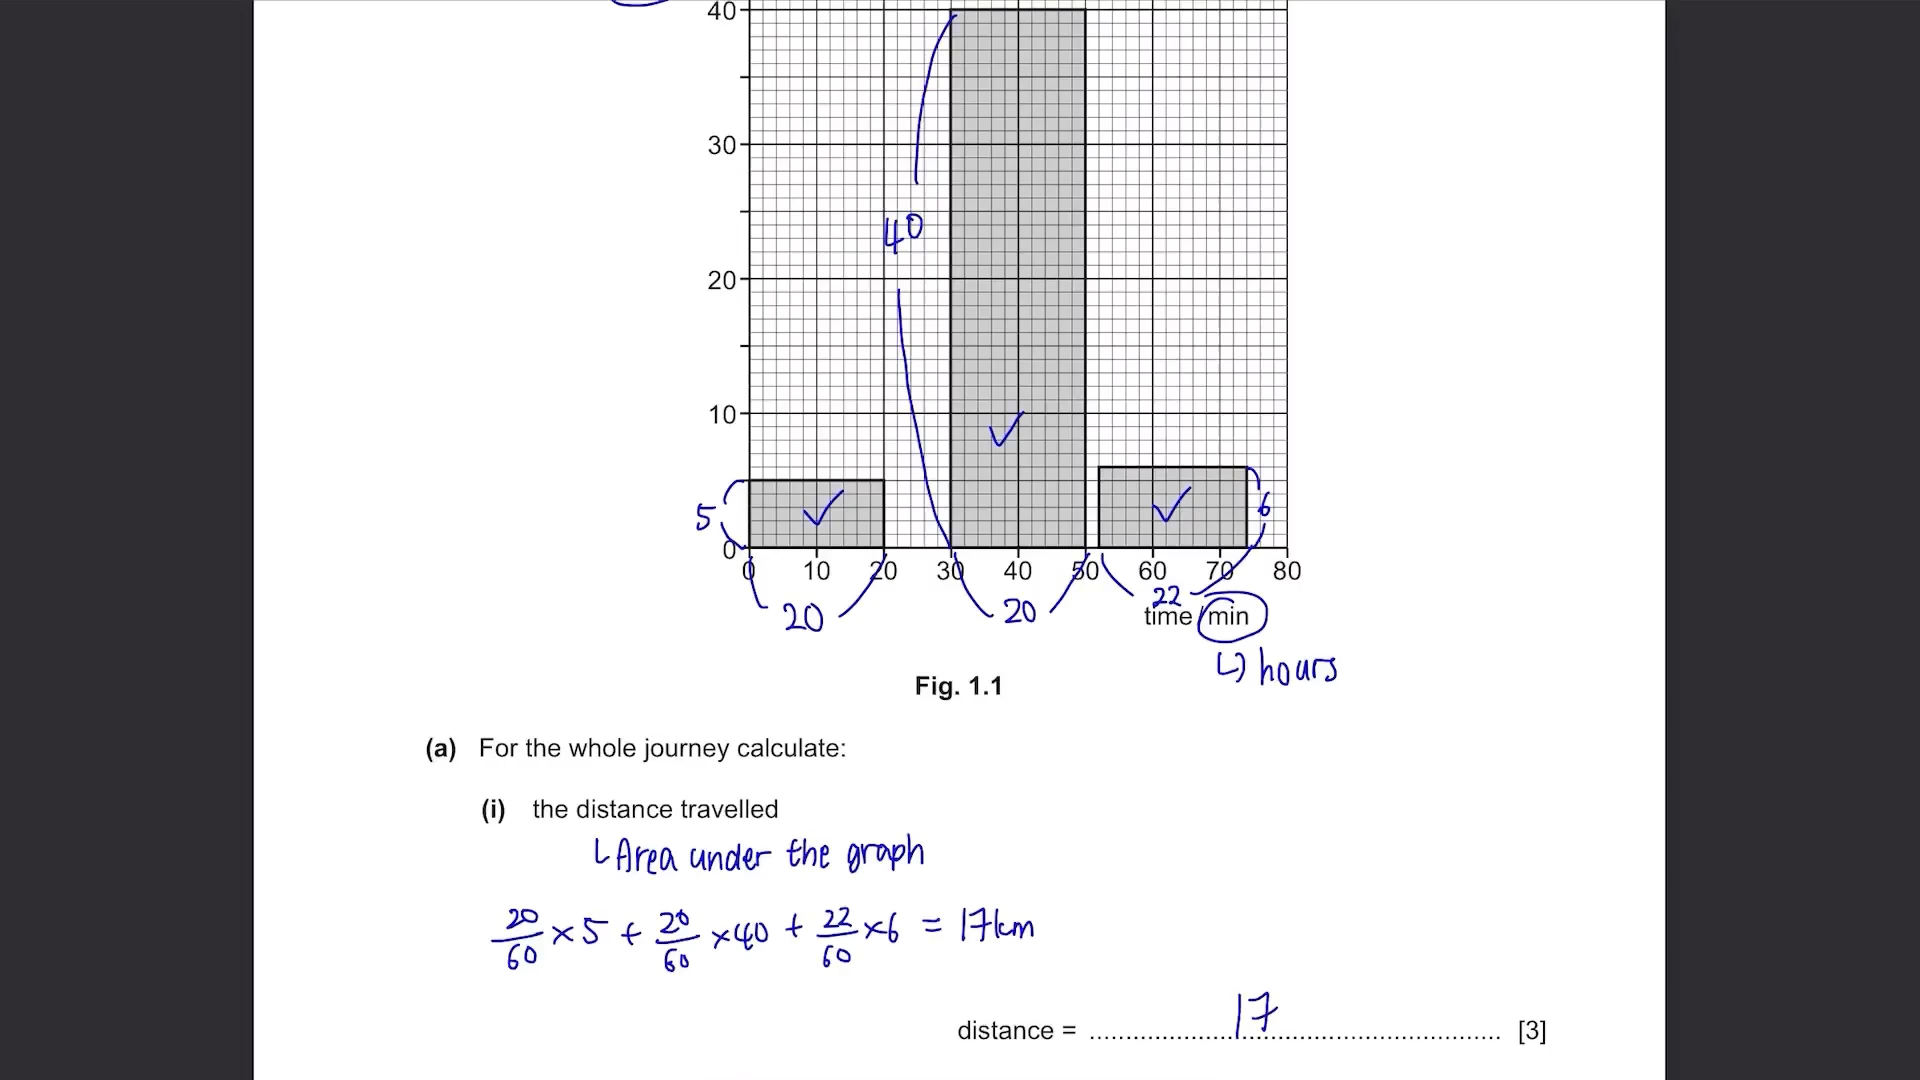 40
30
40
20
10
5
6
0
0 10 20 30 40 50 60 70 80
20 20 22
time / min
↳ hours
Fig. 1.1
(a) For the whole journey calculate:
(i) the distance travelled
↳ Area under the graph
20/60 × 5 + 20/60 × 40 + 22/60 × 6 = 17km
17
distance = ............................................................ [3]